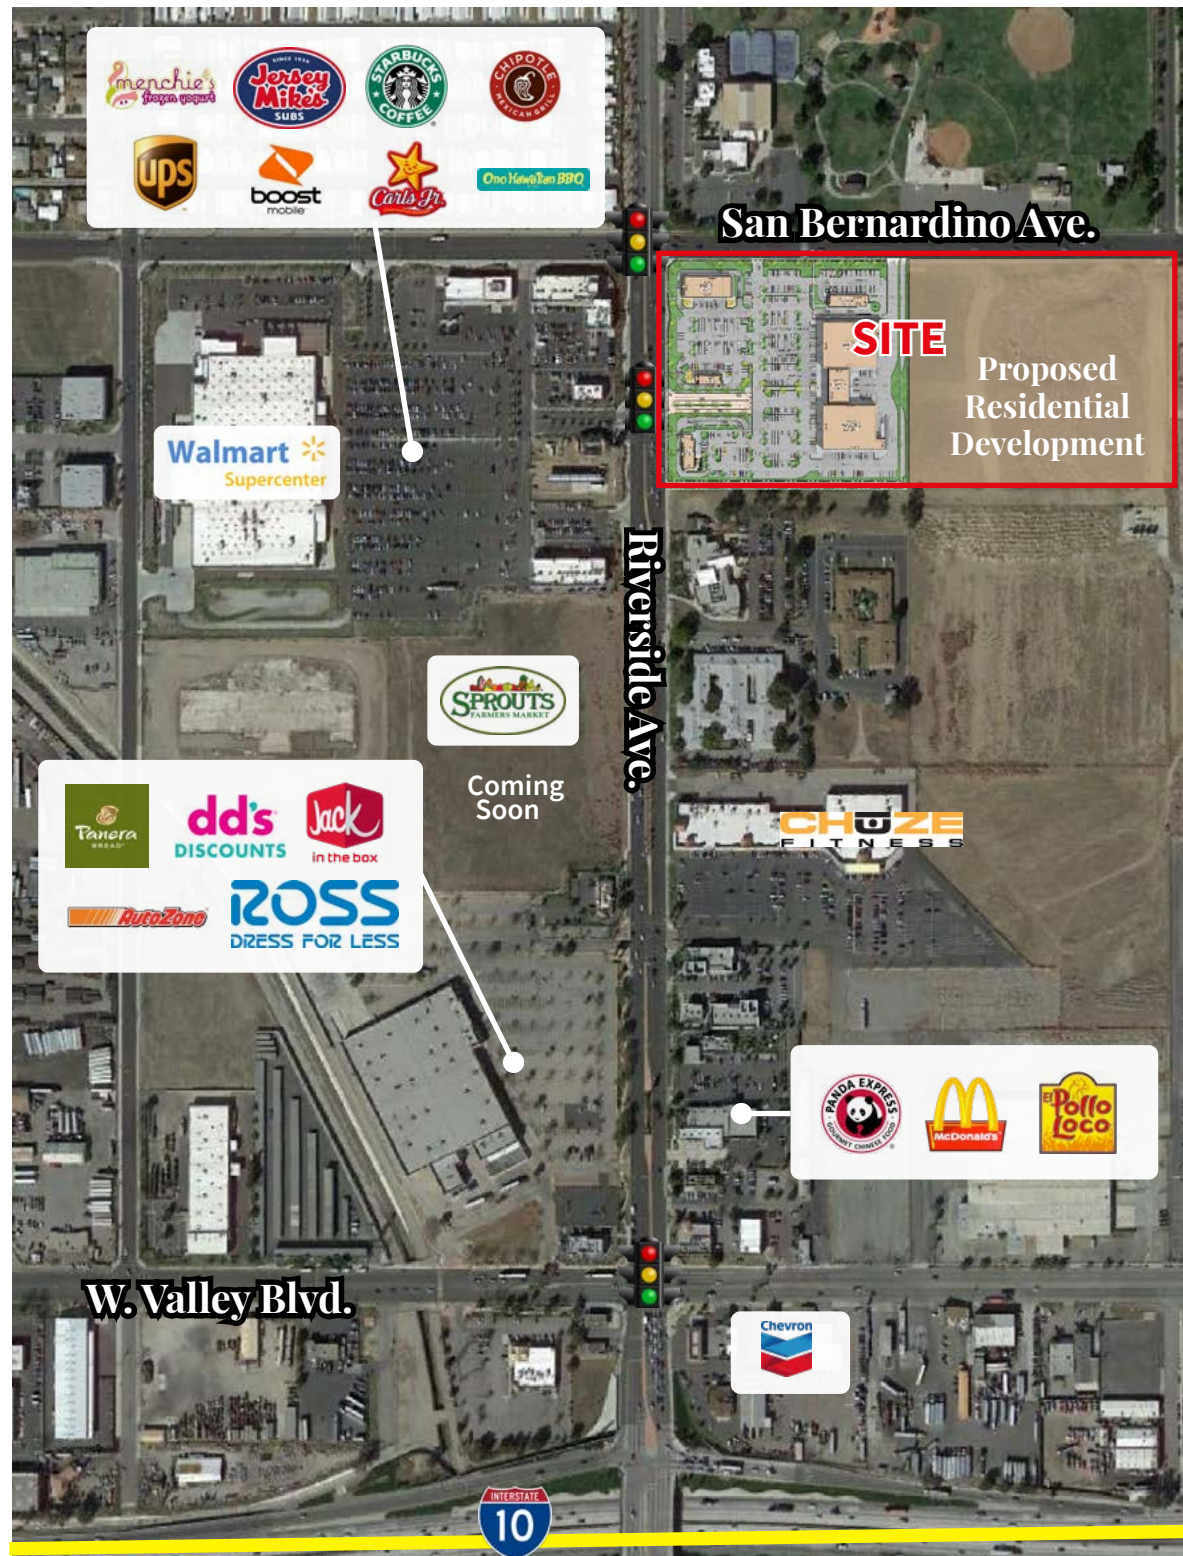 menchie's
frozen yogurt
SINCE 1956
Jersey
Mike's
SUBS
STARBUCKS
COFFEE
CHIPOTLE
MEXICAN GRILL
ups
boost
mobile
Carl's Jr.
Ono Hawaiian BBQ
San Bernardino Ave.
SITE
Proposed
Residential
Development
Walmart
Supercenter
Riverside Ave.
SPROUTS
FARMERS MARKET
Coming
Soon
Panera
BREAD
dd's
DISCOUNTS
Jack
in the box
AutoZone
ROSS
DRESS FOR LESS
CHUZE
FITNESS
PANDA EXPRESS
GOURMET CHINESE FOOD
McDonald's
El Pollo
Loco
W. Valley Blvd.
Chevron
INTERSTATE
10